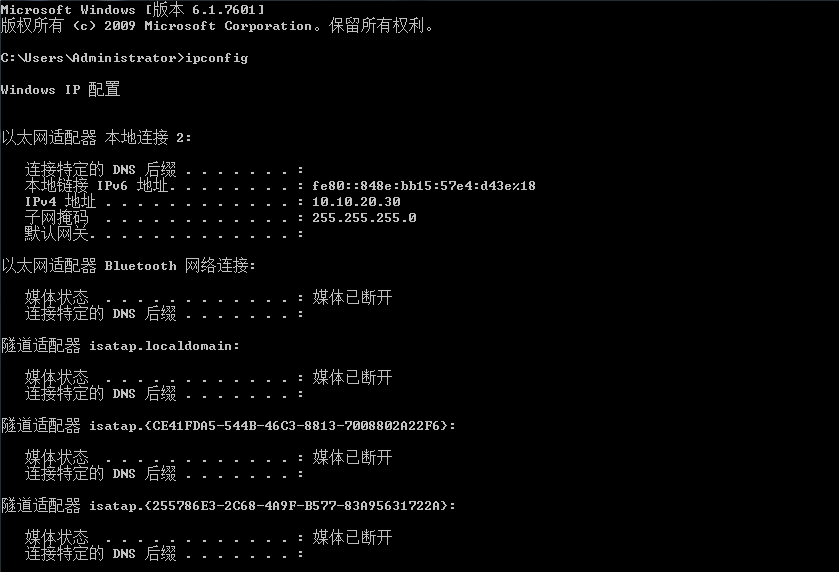 Microsoft Windows [版本 6.1.7601]
版权所有 (c) 2009 Microsoft Corporation。保留所有权利。
C:\Users\Administrator>ipconfig
Windows IP 配置
以太网适配器 本地连接 2:
连接特定的 DNS 后缀 . . . . . . . :
本地链接 IPv6 地址. . . . . . . . : fe80::848e:bb15:57e4:d43e%18
IPv4 地址 . . . . . . . . . . . . : 10.10.20.30
子网掩码  . . . . . . . . . . . . : 255.255.255.0
默认网关. . . . . . . . . . . . . :
以太网适配器 Bluetooth 网络连接:
媒体状态  . . . . . . . . . . . . : 媒体已断开
连接特定的 DNS 后缀 . . . . . . . :
隧道适配器 isatap.localdomain:
媒体状态  . . . . . . . . . . . . : 媒体已断开
连接特定的 DNS 后缀 . . . . . . . :
隧道适配器 isatap.{CE41FDA5-544B-46C3-8813-7008802A22F6}:
媒体状态  . . . . . . . . . . . . : 媒体已断开
连接特定的 DNS 后缀 . . . . . . . :
隧道适配器 isatap.{255786E3-2C68-4A9F-B577-83A95631722A}:
媒体状态  . . . . . . . . . . . . : 媒体已断开
连接特定的 DNS 后缀 . . . . . . . :